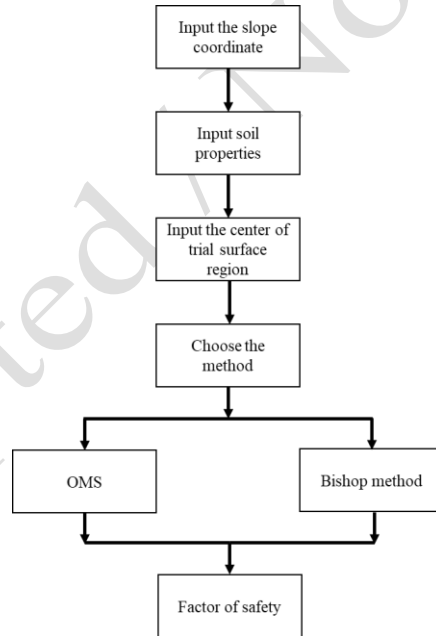 Input the slope
coordinate
Input soil
properties
Input the center of
trial surface
region
Choose the
method
OMS
Bishop method
Factor of safety